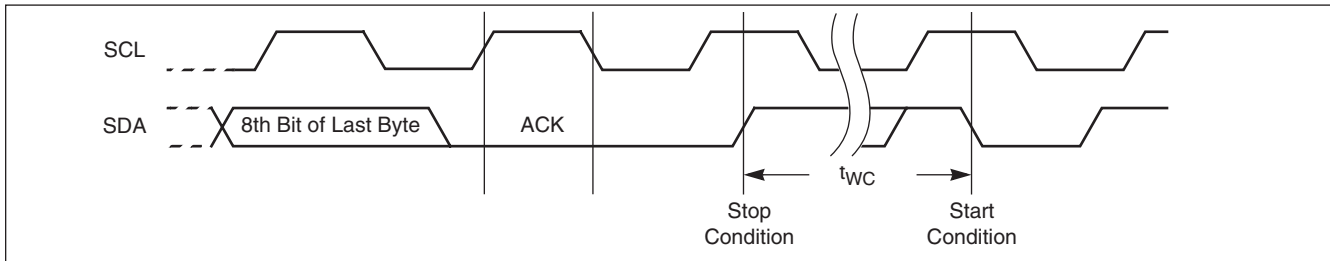 SCL
SDA
8th Bit of Last Byte
ACK
tWC
Stop
Condition
Start
Condition